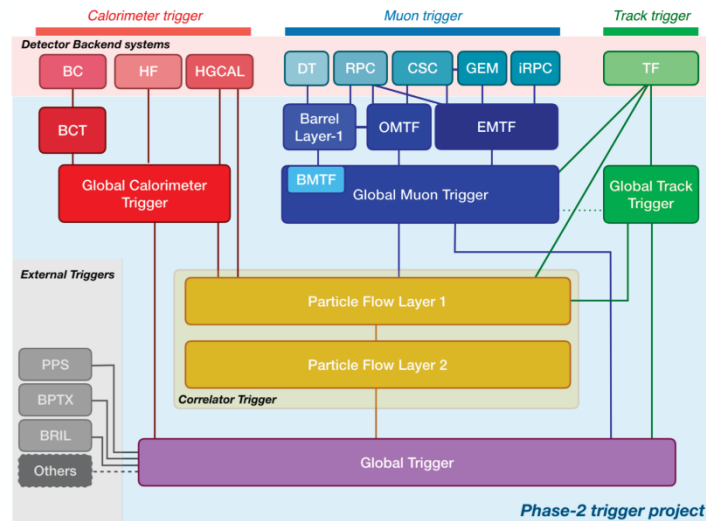 Calorimeter trigger
Muon trigger
Track trigger
Detector Backend systems
BC
HF
HGCAL
DT
RPC
CSC
GEM
iRPC
TF
BCT
Barrel
Layer-1
OMTF
EMTF
Global Calorimeter
Trigger
BMTF
Global Muon Trigger
Global Track
Trigger
External Triggers
Particle Flow Layer 1
Particle Flow Layer 2
Correlator Trigger
PPS
BPTX
BRIL
Others
Global Trigger
Phase-2 trigger project